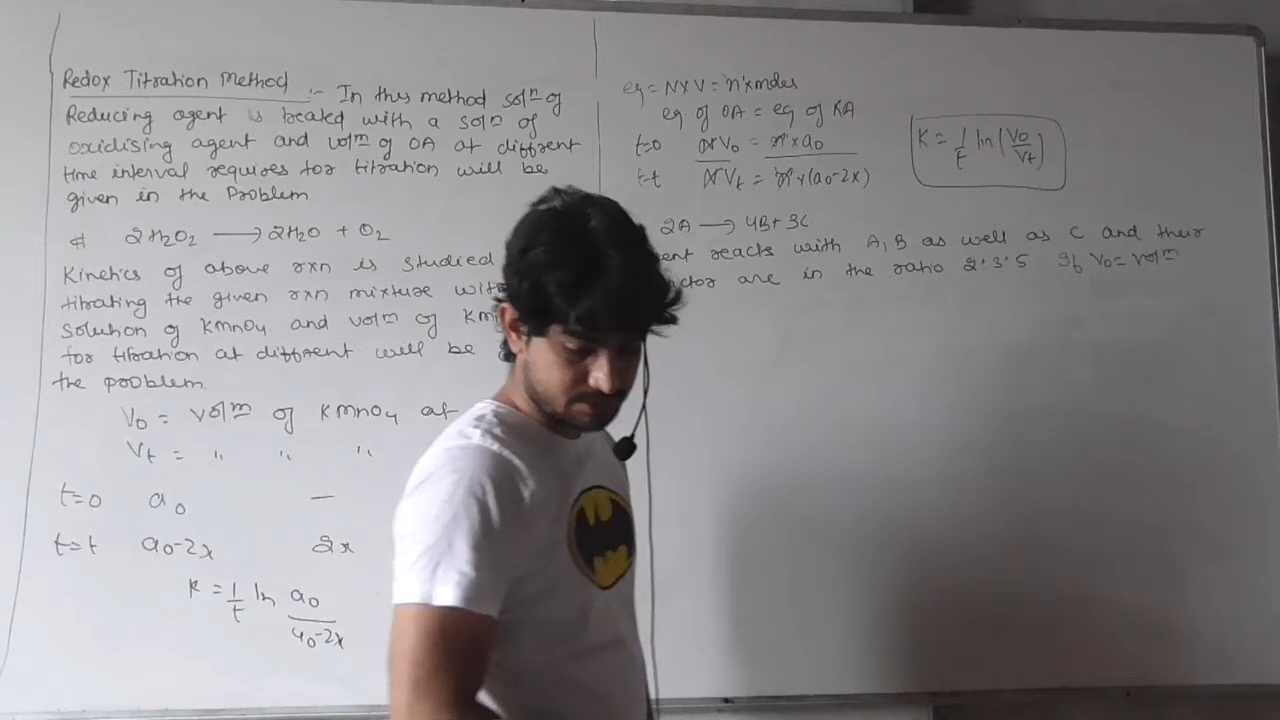 Redox Titration Method :- In this method solⁿ of
Reducing agent is treated with a solⁿ of
oxidising agent and volᵐ of OA at different
time interval requires for titration will be
given in the Problem
# 2H₂O₂ ⟶ 2H₂O + O₂
Kinetics of above rxn is studied
titrating the given rxn mixture
solution of KMnO₄ and volᵐ of
for titration at different will be
the problem.
V₀ = volᵐ of KMnO₄ at
Vₜ = " " "
t=0 a₀ —
t=t a₀-2x 2x
K = 1/t ln a₀/a₀-2x
eq = N×V = 'n'×moles
eq of OA = eq of RA
t=0 N V₀ = 'n'×a₀
t=t N Vₜ = 'n'×(a₀-2x)
K = 1/t ln(V₀/Vₜ)
2A ⟶ 4B+3C
reacts with A, B as well as C and their
are in the ratio 2:3:5 If V₀ = volᵐ